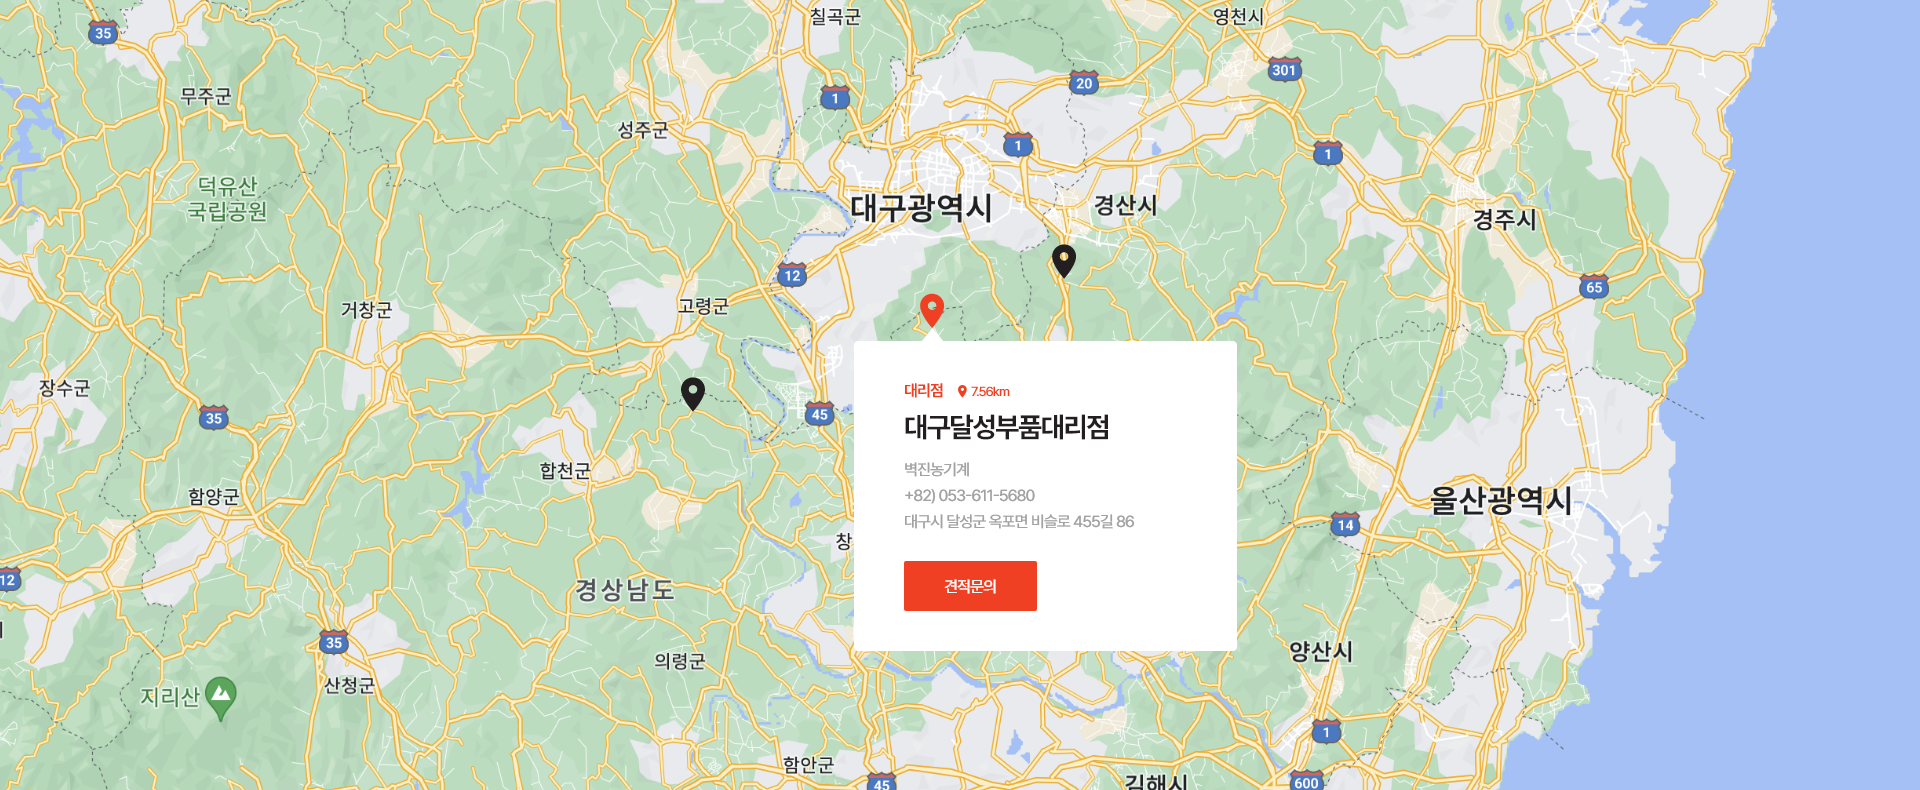 칠곡군
영천시
35
301
20
1
무주군
성주군
1
1
덕유산
국립공원
대구광역시
경산시
경주시
12
65
고령군
거창군
장수군
45
35
대리점 7.56km
대구달성부품대리점
벽진농기계
+82) 053-611-5680
대구시 달성군 옥포면 비슬로 455길 86
견적문의
합천군
함양군
울산광역시
14
창
12
경상남도
35
양산시
의령군
산청군
지리산
1
함안군
45
김해시
600